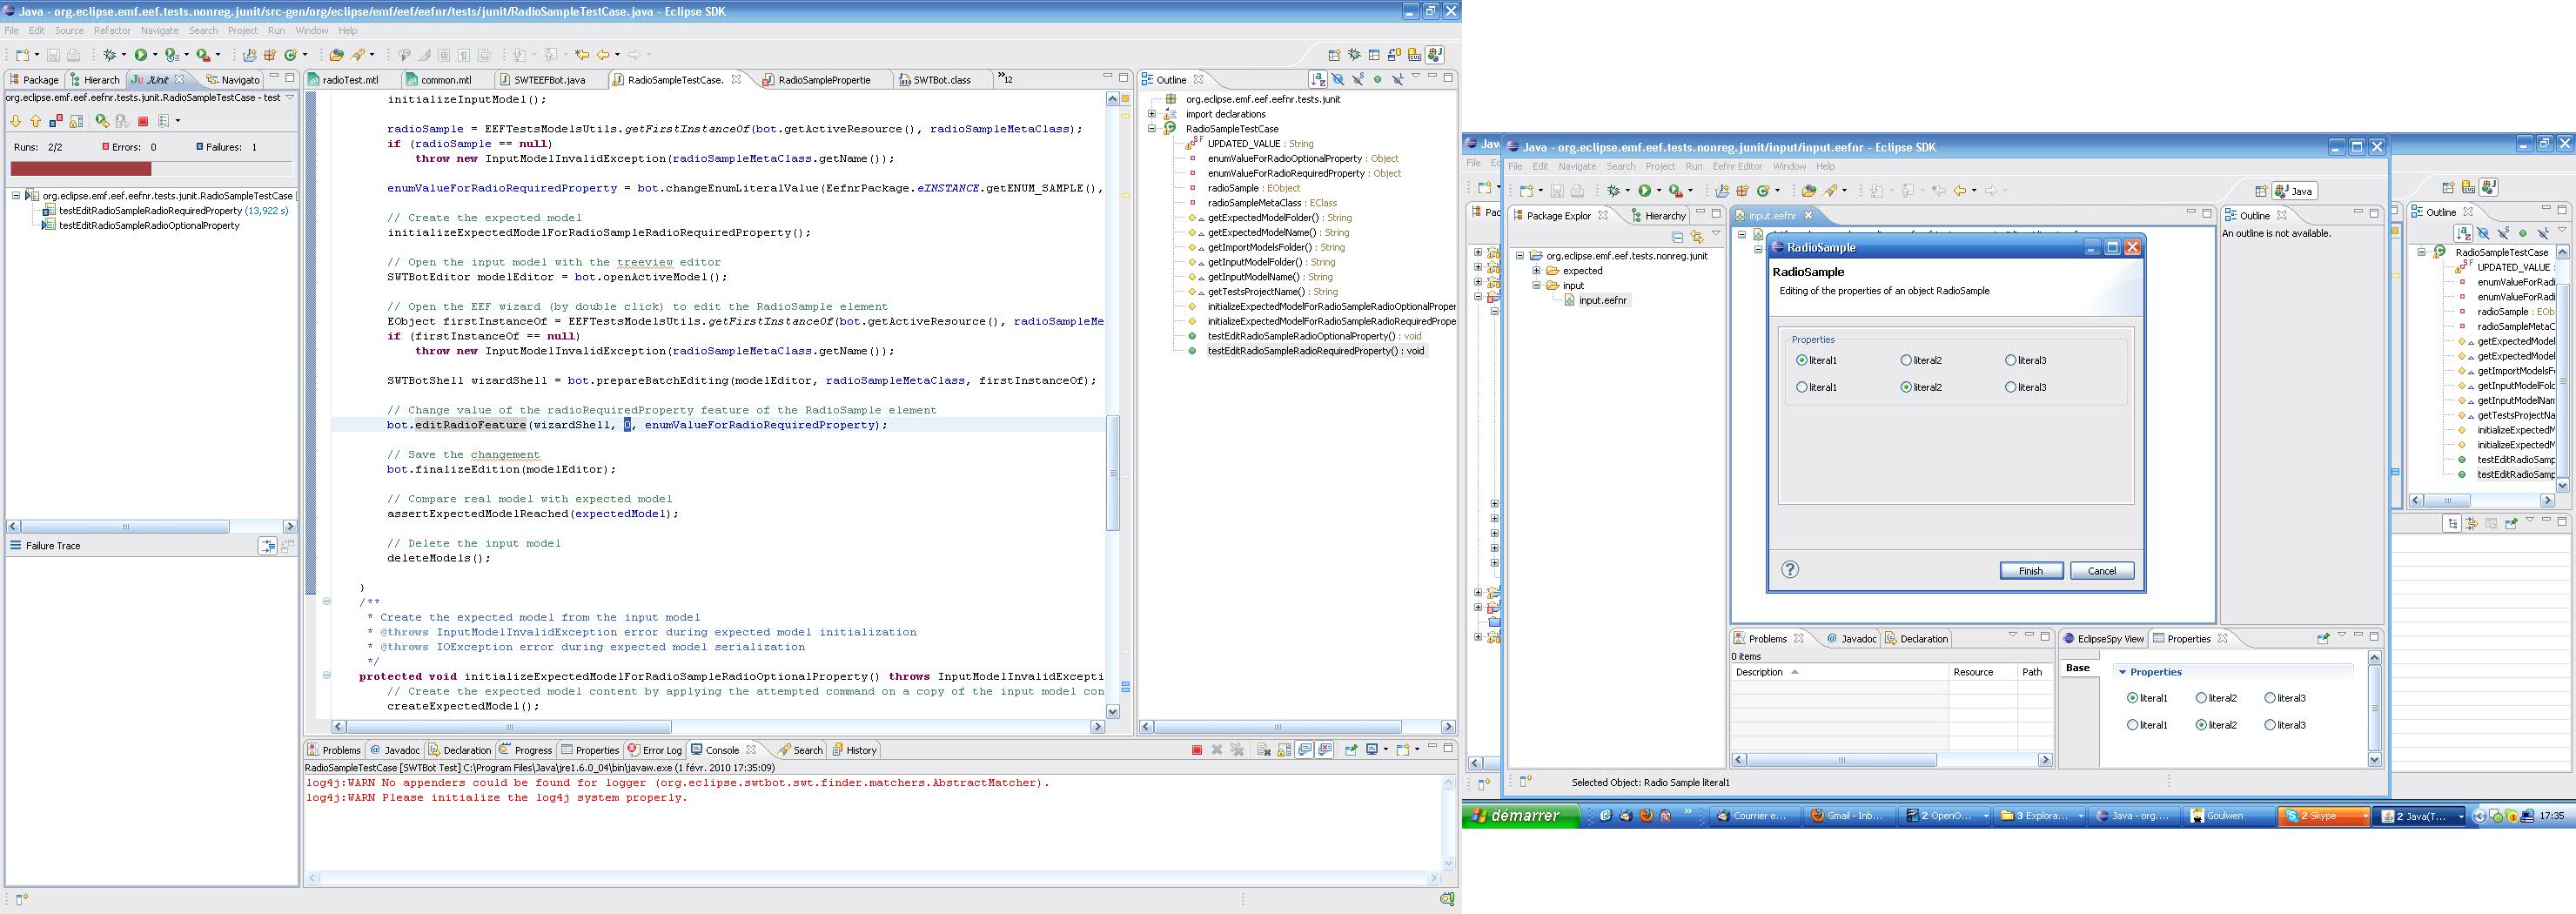 Java - org.eclipse.emf.eef.tests.nonreg.junit/src-gen/org/eclipse/emf/eef/eefnr/tests/junit/RadioSampleTestCase.java - Eclipse SDK
File Edit Source Refactor Navigate Search Project Run Window Help
Package Hierarch JUnit Navigato
org.eclipse.emf.eef.eefnr.tests.junit.RadioSampleTestCase - test
Runs: 2/2 Errors: 0 Failures: 1
org.eclipse.emf.eef.eefnr.tests.junit.RadioSampleTestCase [
testEditRadioSampleRadioRequiredProperty (13,922 s)
testEditRadioSampleRadioOptionalProperty
Failure Trace
radioTest.mtl common.mtl SWTEEFBot.java RadioSampleTestCase. RadioSamplePropertie SWTBot.class »12
initializeInputModel();
radioSample = EEFTestsModelsUtils.getFirstInstanceOf(bot.getActiveResource(), radioSampleMetaClass);
if (radioSample == null)
throw new InputModelInvalidException(radioSampleMetaClass.getName());
enumValueForRadioRequiredProperty = bot.changeEnumLiteralValue(EefnrPackage.eINSTANCE.getENUM_SAMPLE(),
// Create the expected model
initializeExpectedModelForRadioSampleRadioRequiredProperty();
// Open the input model with the treeview editor
SWTBotEditor modelEditor = bot.openActiveModel();
// Open the EEF wizard (by double click) to edit the RadioSample element
EObject firstInstanceOf = EEFTestsModelsUtils.getFirstInstanceOf(bot.getActiveResource(), radioSampleMe
if (firstInstanceOf == null)
throw new InputModelInvalidException(radioSampleMetaClass.getName());
SWTBotShell wizardShell = bot.prepareBatchEditing(modelEditor, radioSampleMetaClass, firstInstanceOf);
// Change value of the radioRequiredProperty feature of the RadioSample element
bot.editRadioFeature(wizardShell, 0, enumValueForRadioRequiredProperty);
// Save the changement
bot.finalizeEdition(modelEditor);
// Compare real model with expected model
assertExpectedModelReached(expectedModel);
// Delete the input model
deleteModels();
}
/**
* Create the expected model from the input model
* @throws InputModelInvalidException error during expected model initialization
* @throws IOException error during expected model serialization
*/
protected void initializeExpectedModelForRadioSampleRadioOptionalProperty() throws InputModelInvalidExcepti
// Create the expected model content by applying the attempted command on a copy of the input model con
createExpectedModel();
Outline
org.eclipse.emf.eef.eefnr.tests.junit
import declarations
RadioSampleTestCase
UPDATED_VALUE : String
enumValueForRadioOptionalProperty : Object
enumValueForRadioRequiredProperty : Object
radioSample : EObject
radioSampleMetaClass : EClass
getExpectedModelFolder() : String
getExpectedModelName() : String
getImportModelsFolder() : String
getInputModelFolder() : String
getInputModelName() : String
getTestsProjectName() : String
initializeExpectedModelForRadioSampleRadioOptionalProper
initializeExpectedModelForRadioSampleRadioRequiredPrope
testEditRadioSampleRadioOptionalProperty() : void
testEditRadioSampleRadioRequiredProperty() : void
Problems Javadoc Declaration Progress Properties Error Log Console Search History
RadioSampleTestCase [SWTBot Test] C:\Program Files\Java\jre1.6.0_04\bin\javaw.exe (1 févr. 2010 17:35:09)
log4j:WARN No appenders could be found for logger (org.eclipse.swtbot.swt.finder.matchers.AbstractMatcher).
log4j:WARN Please initialize the log4j system properly.
Java - org.eclipse.emf.eef.tests.nonreg.junit/input/input.eefnr - Eclipse SDK
File Edit Navigate Search Project Run Eefnr Editor Window Help
Java
Package Explor Hierarchy
org.eclipse.emf.eef.tests.nonreg.junit
expected
input
input.eefnr
input.eefnr
RadioSample
RadioSample
Editing of the properties of an object RadioSample
Properties
literal1 literal2 literal3
literal1 literal2 literal3
Finish Cancel
Outline
An outline is not available.
Problems Javadoc Declaration
0 items
Description Resource Path
EclipseSpy View Properties
Base
Properties
literal1 literal2 literal3
literal1 literal2 literal3
Selected Object: Radio Sample literal1
Outline
RadioSampleTestCase
UPDATED_VALUE :
enumValueForRadi
enumValueForRadi
radioSample : EOb
radioSampleMetaC
getExpectedModel
getExpectedModel
getImportModelsF
getInputModelFolc
getInputModelNam
getTestsProjectNa
initializeExpectedM
initializeExpectedM
testEditRadioSamp
testEditRadioSamp
démarrer Courrier e... Gmail - Inb... 2 OpenO... 3 Explora... Java - org.... Goulwen 2 Skype 2 Java(T... 17:35